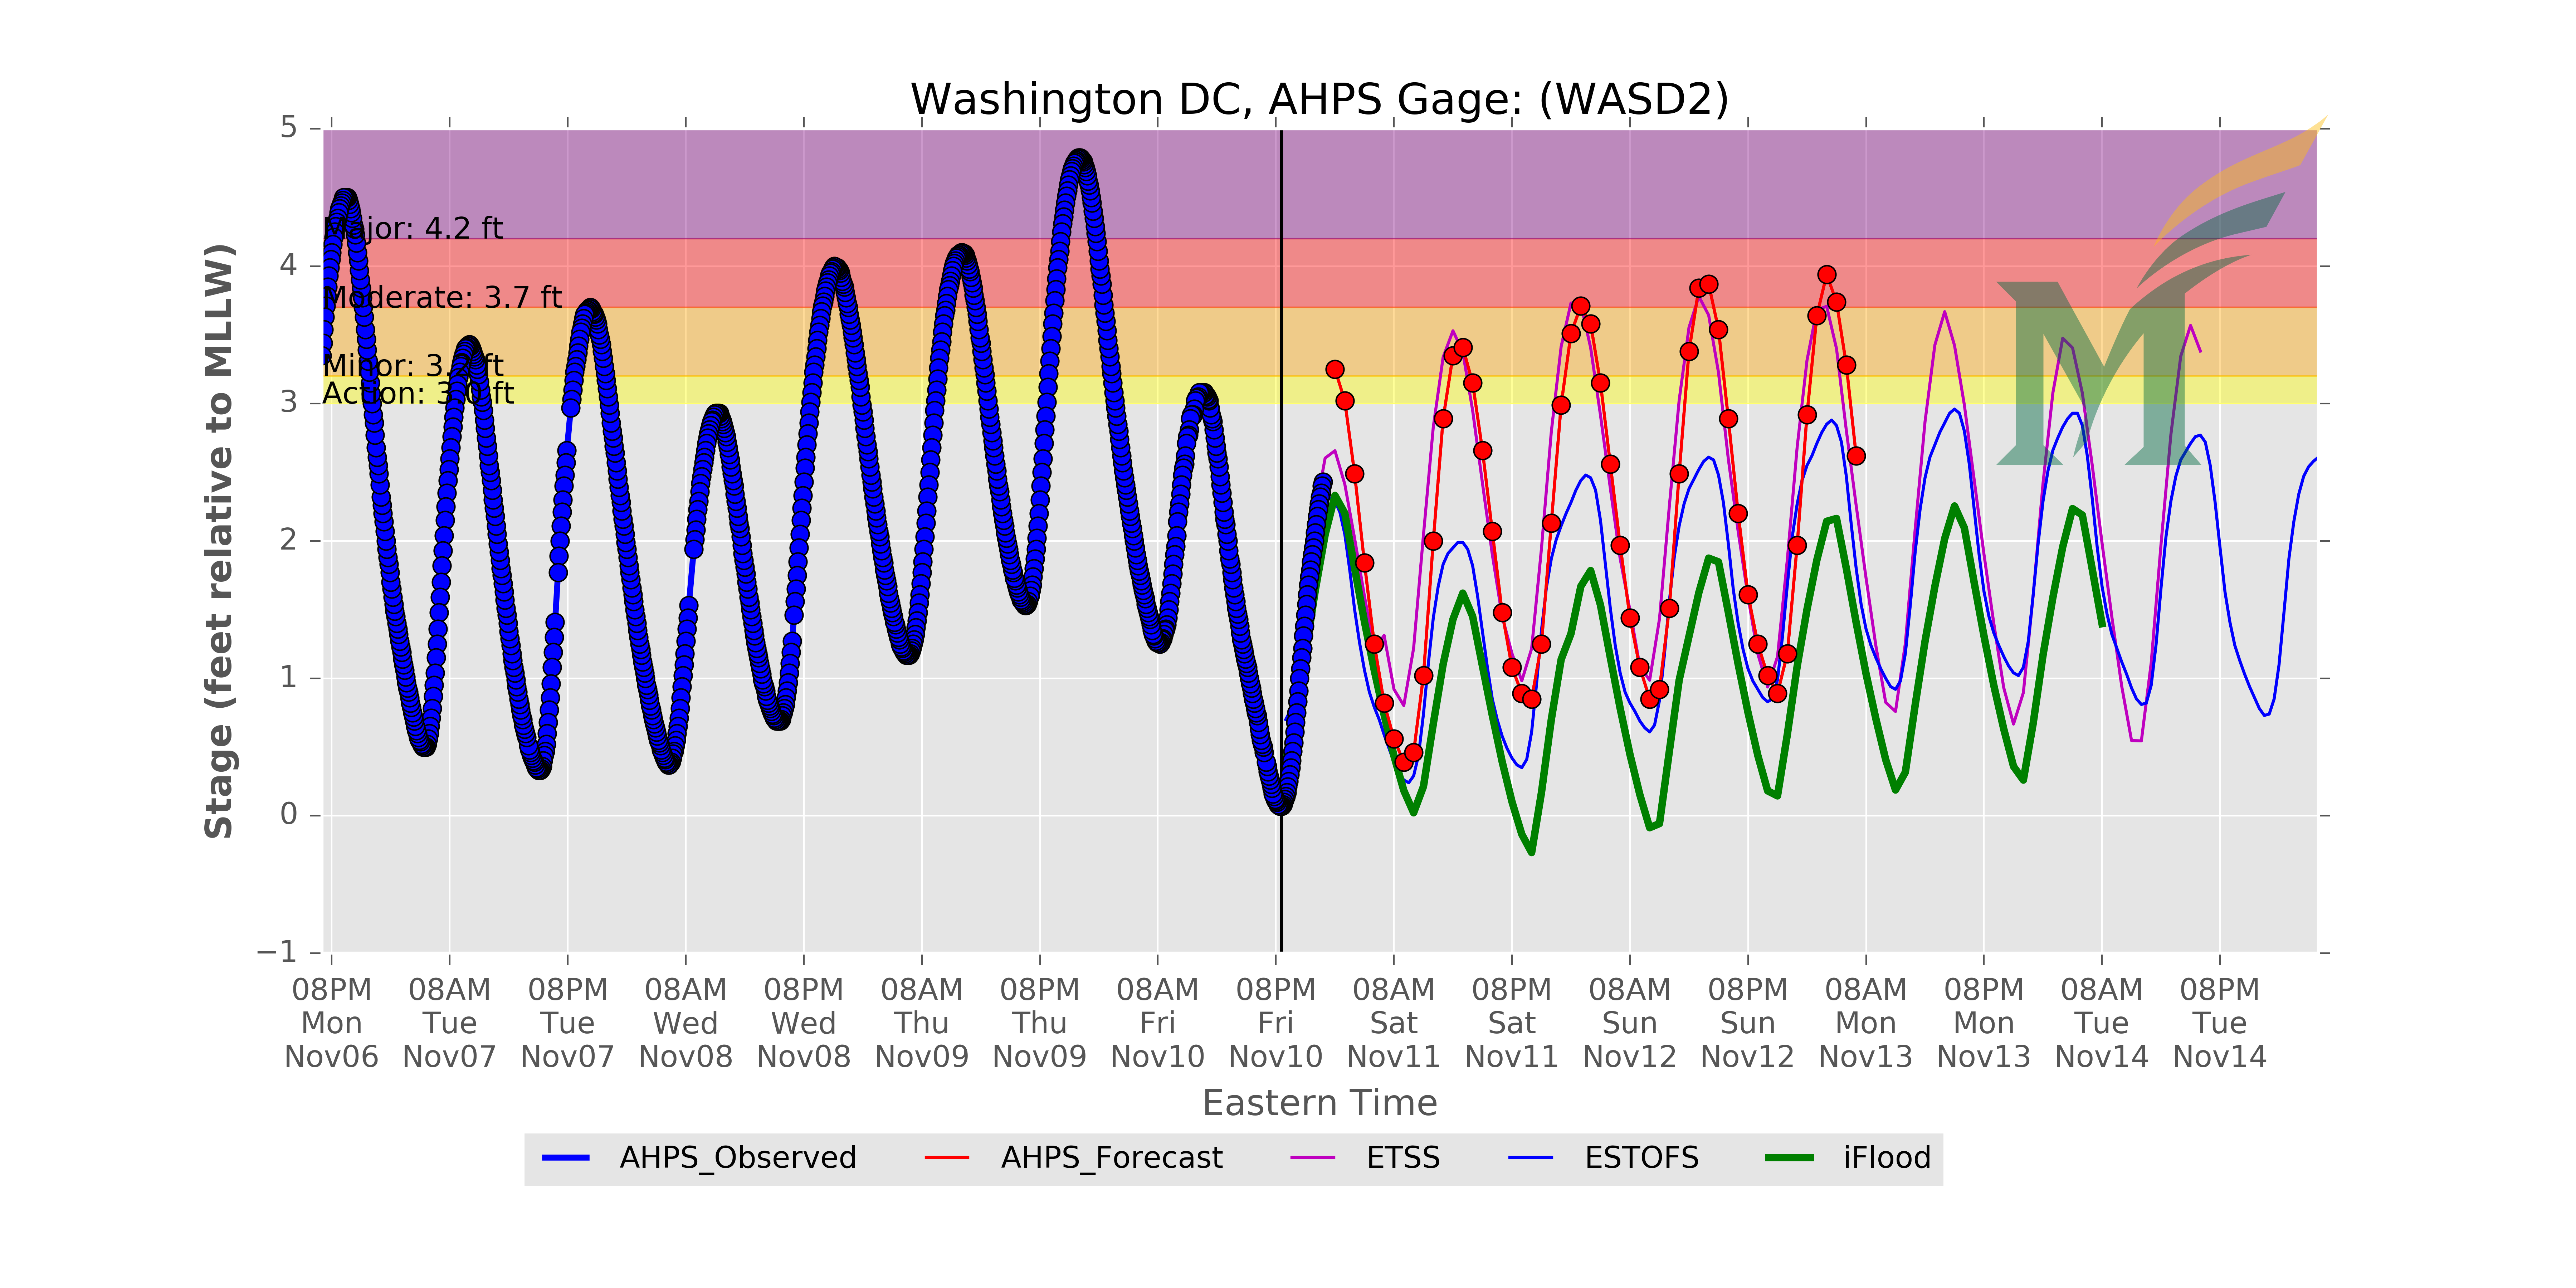 Washington DC, AHPS Gage: (WASD2)
5
4
3
2
1
0
−1
Stage (feet relative to MLLW)
Major: 4.2 ft
Moderate: 3.7 ft
Minor: 3.2 ft
Action: 3.0 ft
M
08PM 08AM 08PM 08AM 08PM 08AM 08PM 08AM 08PM 08AM 08PM 08AM 08PM 08AM 08PM 08AM 08PM
Mon Tue Tue Wed Wed Thu Thu Fri Fri Sat Sat Sun Sun Mon Mon Tue Tue
Nov06 Nov07 Nov07 Nov08 Nov08 Nov09 Nov09 Nov10 Nov10 Nov11 Nov11 Nov12 Nov12 Nov13 Nov13 Nov14 Nov14
Eastern Time
AHPS_Observed AHPS_Forecast ETSS ESTOFS iFlood